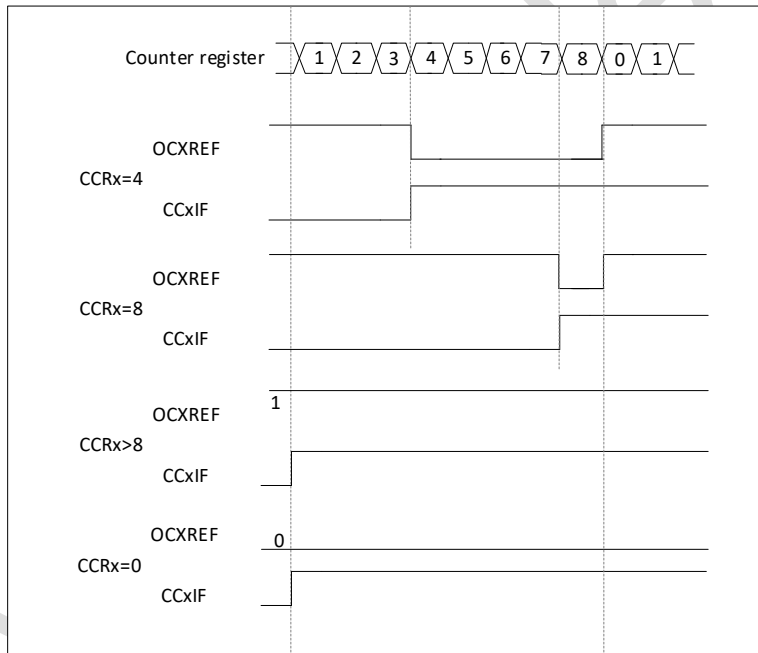 Counter register 1 2 3 4 5 6 7 8 0 1
OCXREF
CCRx=4
CCxIF
OCXREF
CCRx=8
CCxIF
1
OCXREF
CCRx>8
CCxIF
OCXREF 0
CCRx=0
CCxIF